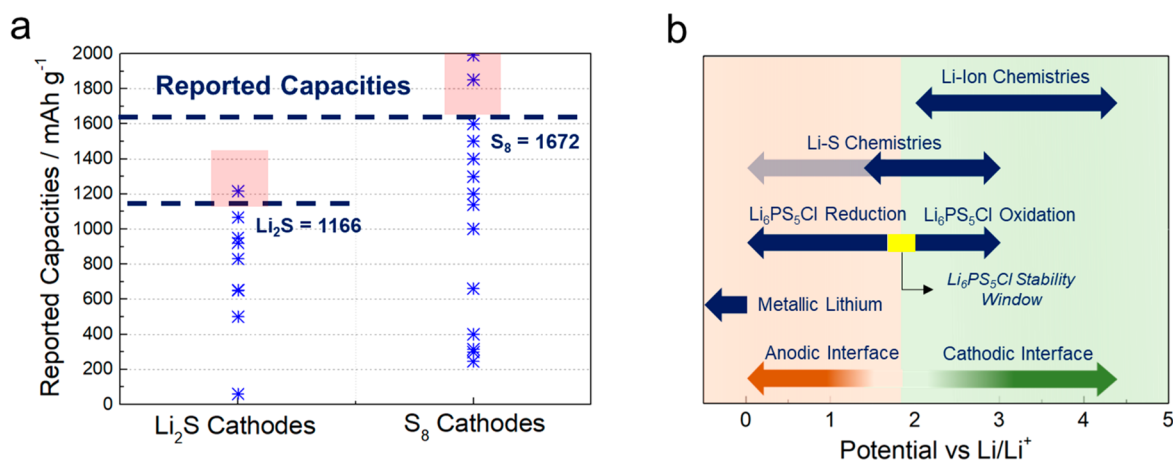 a
Reported Capacities / mAh g⁻¹
2000
1800
1600
1400
1200
1000
800
600
400
200
0
Reported Capacities
S₈ = 1672
Li₂S = 1166
Li₂S Cathodes
S₈ Cathodes
b
Li-Ion Chemistries
Li-S Chemistries
Li₆PS₅Cl Reduction
Li₆PS₅Cl Oxidation
Li₆PS₅Cl Stability
Window
Metallic Lithium
Anodic Interface
Cathodic Interface
0
1
2
3
4
5
Potential vs Li/Li⁺